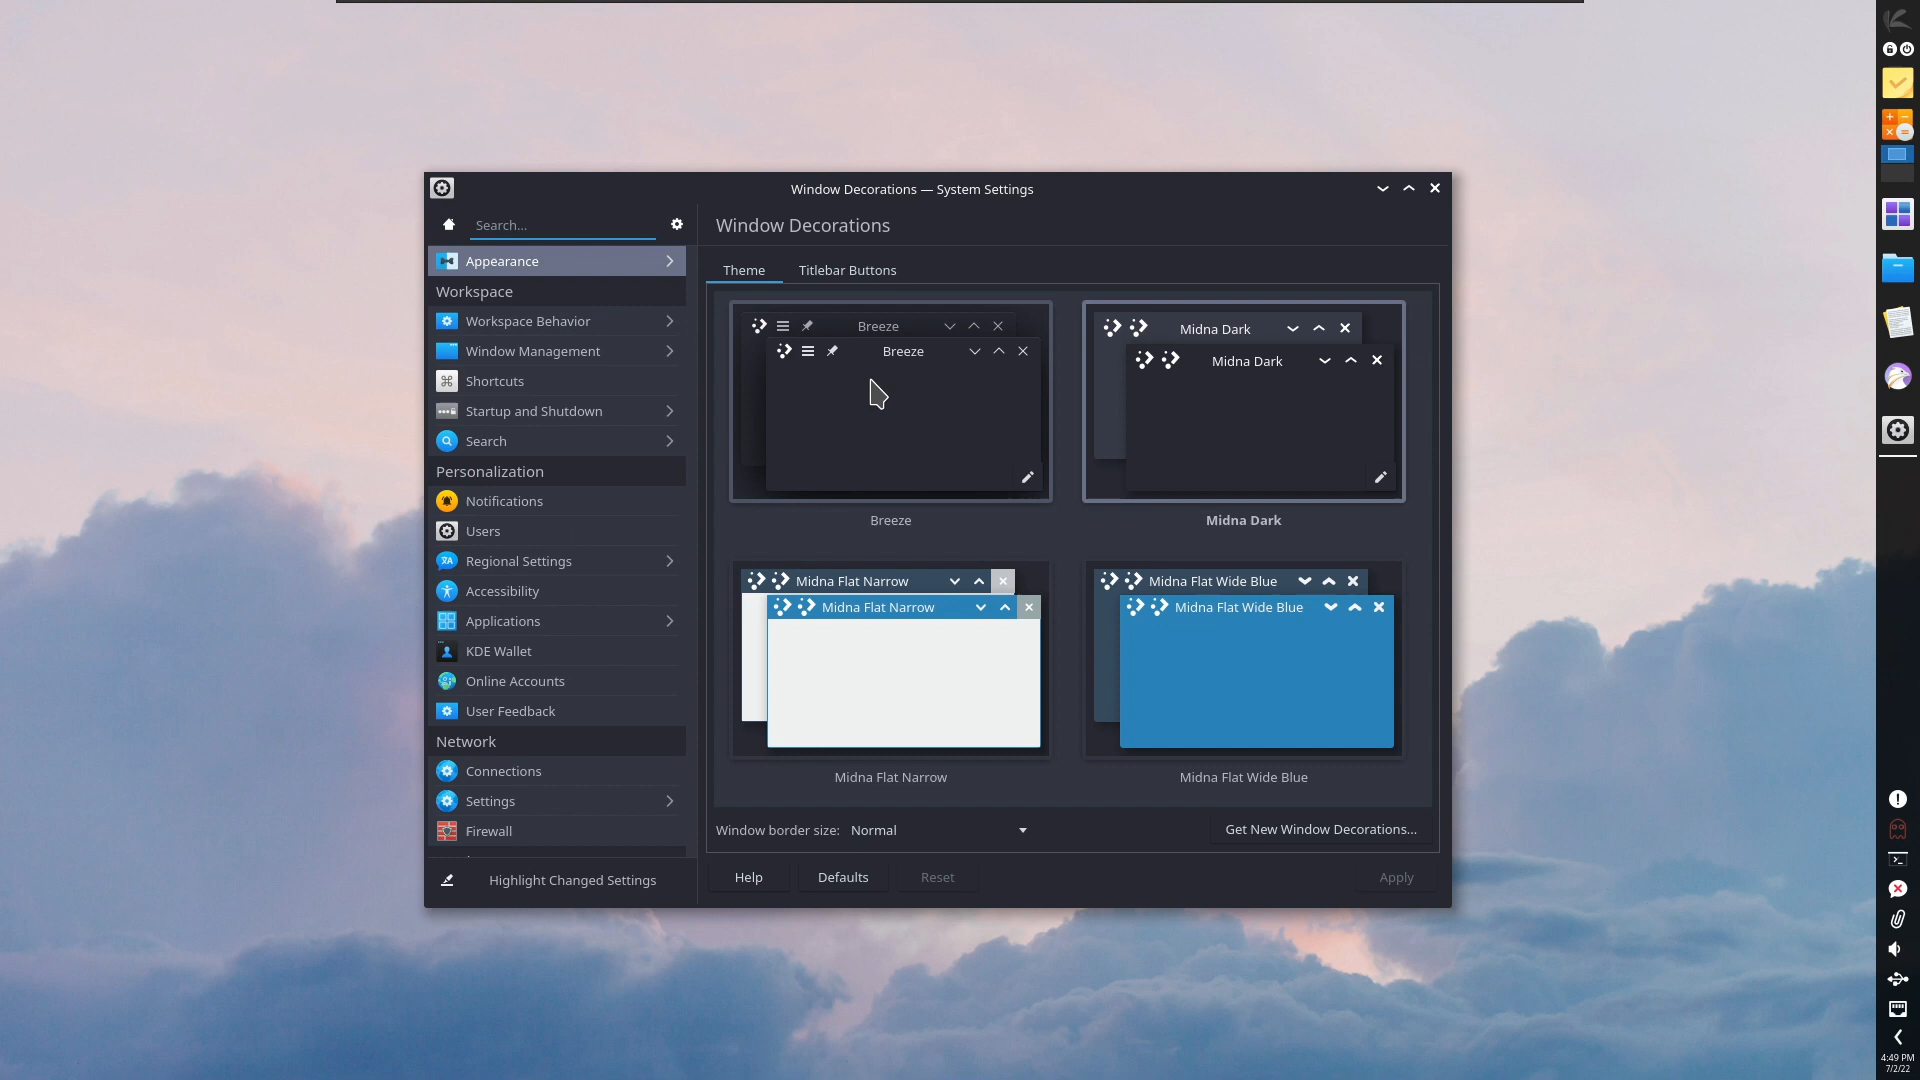 Window Decorations — System Settings
Search...
Window Decorations
Appearance
Workspace
Workspace Behavior
Window Management
Shortcuts
Startup and Shutdown
Search
Personalization
Notifications
Users
Regional Settings
Accessibility
Applications
KDE Wallet
Online Accounts
User Feedback
Network
Connections
Settings
Firewall
Highlight Changed Settings
Theme
Titlebar Buttons
Breeze
Breeze
Breeze
Midna Dark
Midna Dark
Midna Dark
Midna Flat Narrow
Midna Flat Narrow
Midna Flat Narrow
Midna Flat Wide Blue
Midna Flat Wide Blue
Midna Flat Wide Blue
Window border size: Normal
Get New Window Decorations...
Help
Defaults
Reset
Apply
4:49 PM
7/2/22